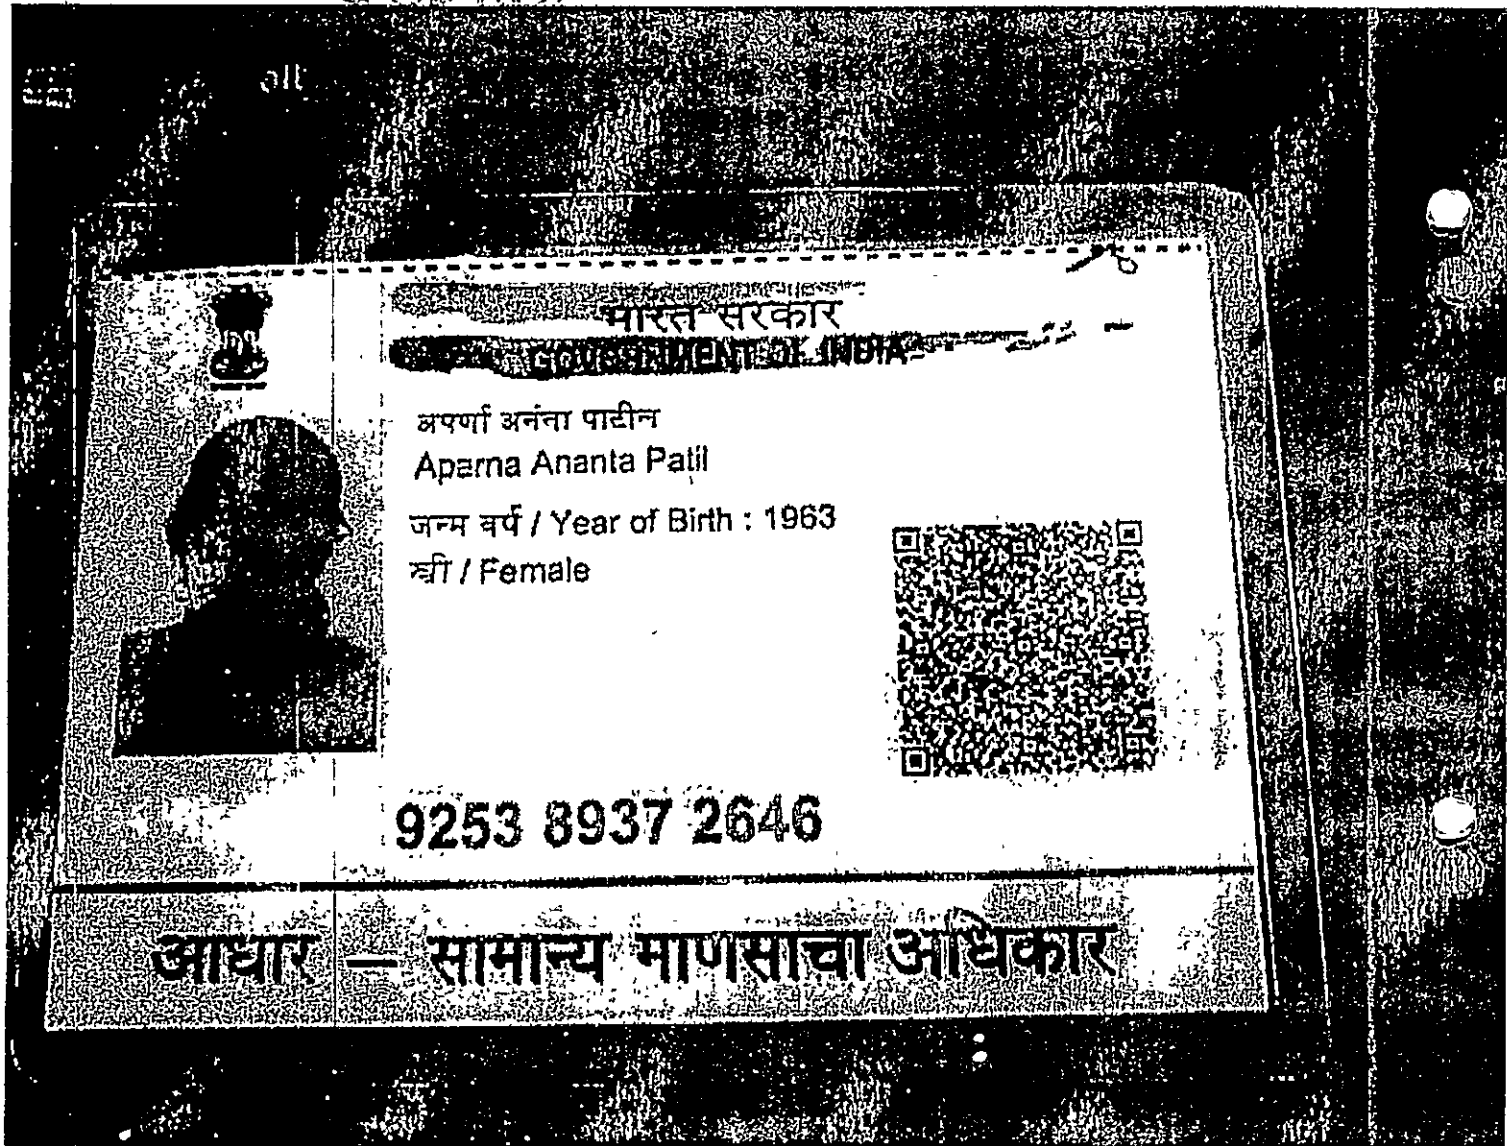 भारत सरकार
GOVERNMENT OF INDIA
अपर्णा अनंता पाटील
Aparna Ananta Patil
जन्म वर्ष / Year of Birth : 1963
स्त्री / Female
9253 8937 2646
आधार — सामान्य माणसाचा अधिकार